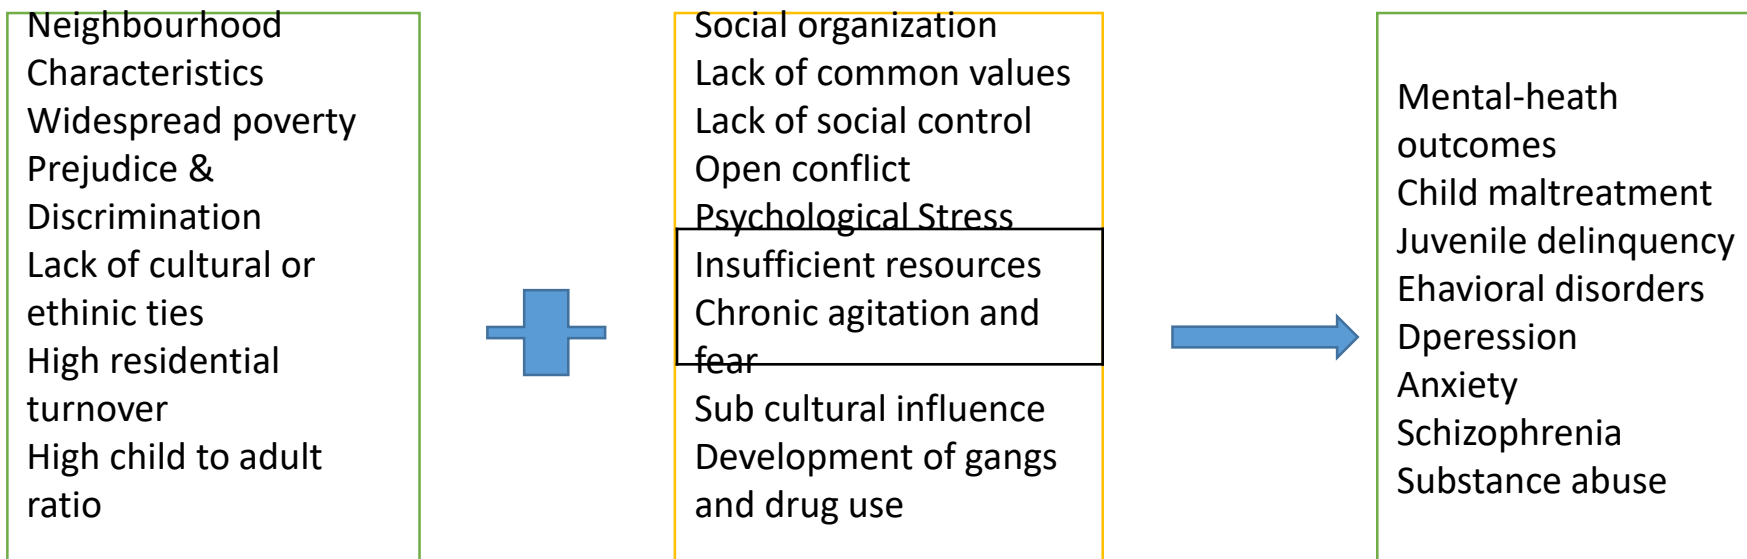 Neighbourhood
Characteristics
Widespread poverty
Prejudice &
Discrimination
Lack of cultural or
ethinic ties
High residential
turnover
High child to adult
ratio
Social organization
Lack of common values
Lack of social control
Open conflict
Psychological Stress
Insufficient resources
Chronic agitation and
fear
Sub cultural influence
Development of gangs
and drug use
Mental-heath
outcomes
Child maltreatment
Juvenile delinquency
Ehavioral disorders
Dperession
Anxiety
Schizophrenia
Substance abuse